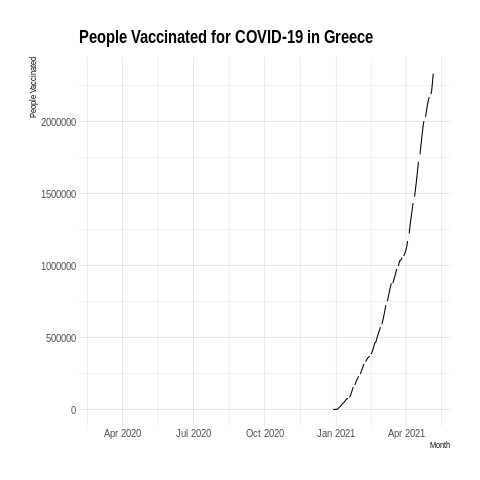 People Vaccinated for COVID-19 in Greece
People Vaccinated
2000000
1500000
1000000
500000
0
Apr 2020 Jul 2020 Oct 2020 Jan 2021 Apr 2021
Month